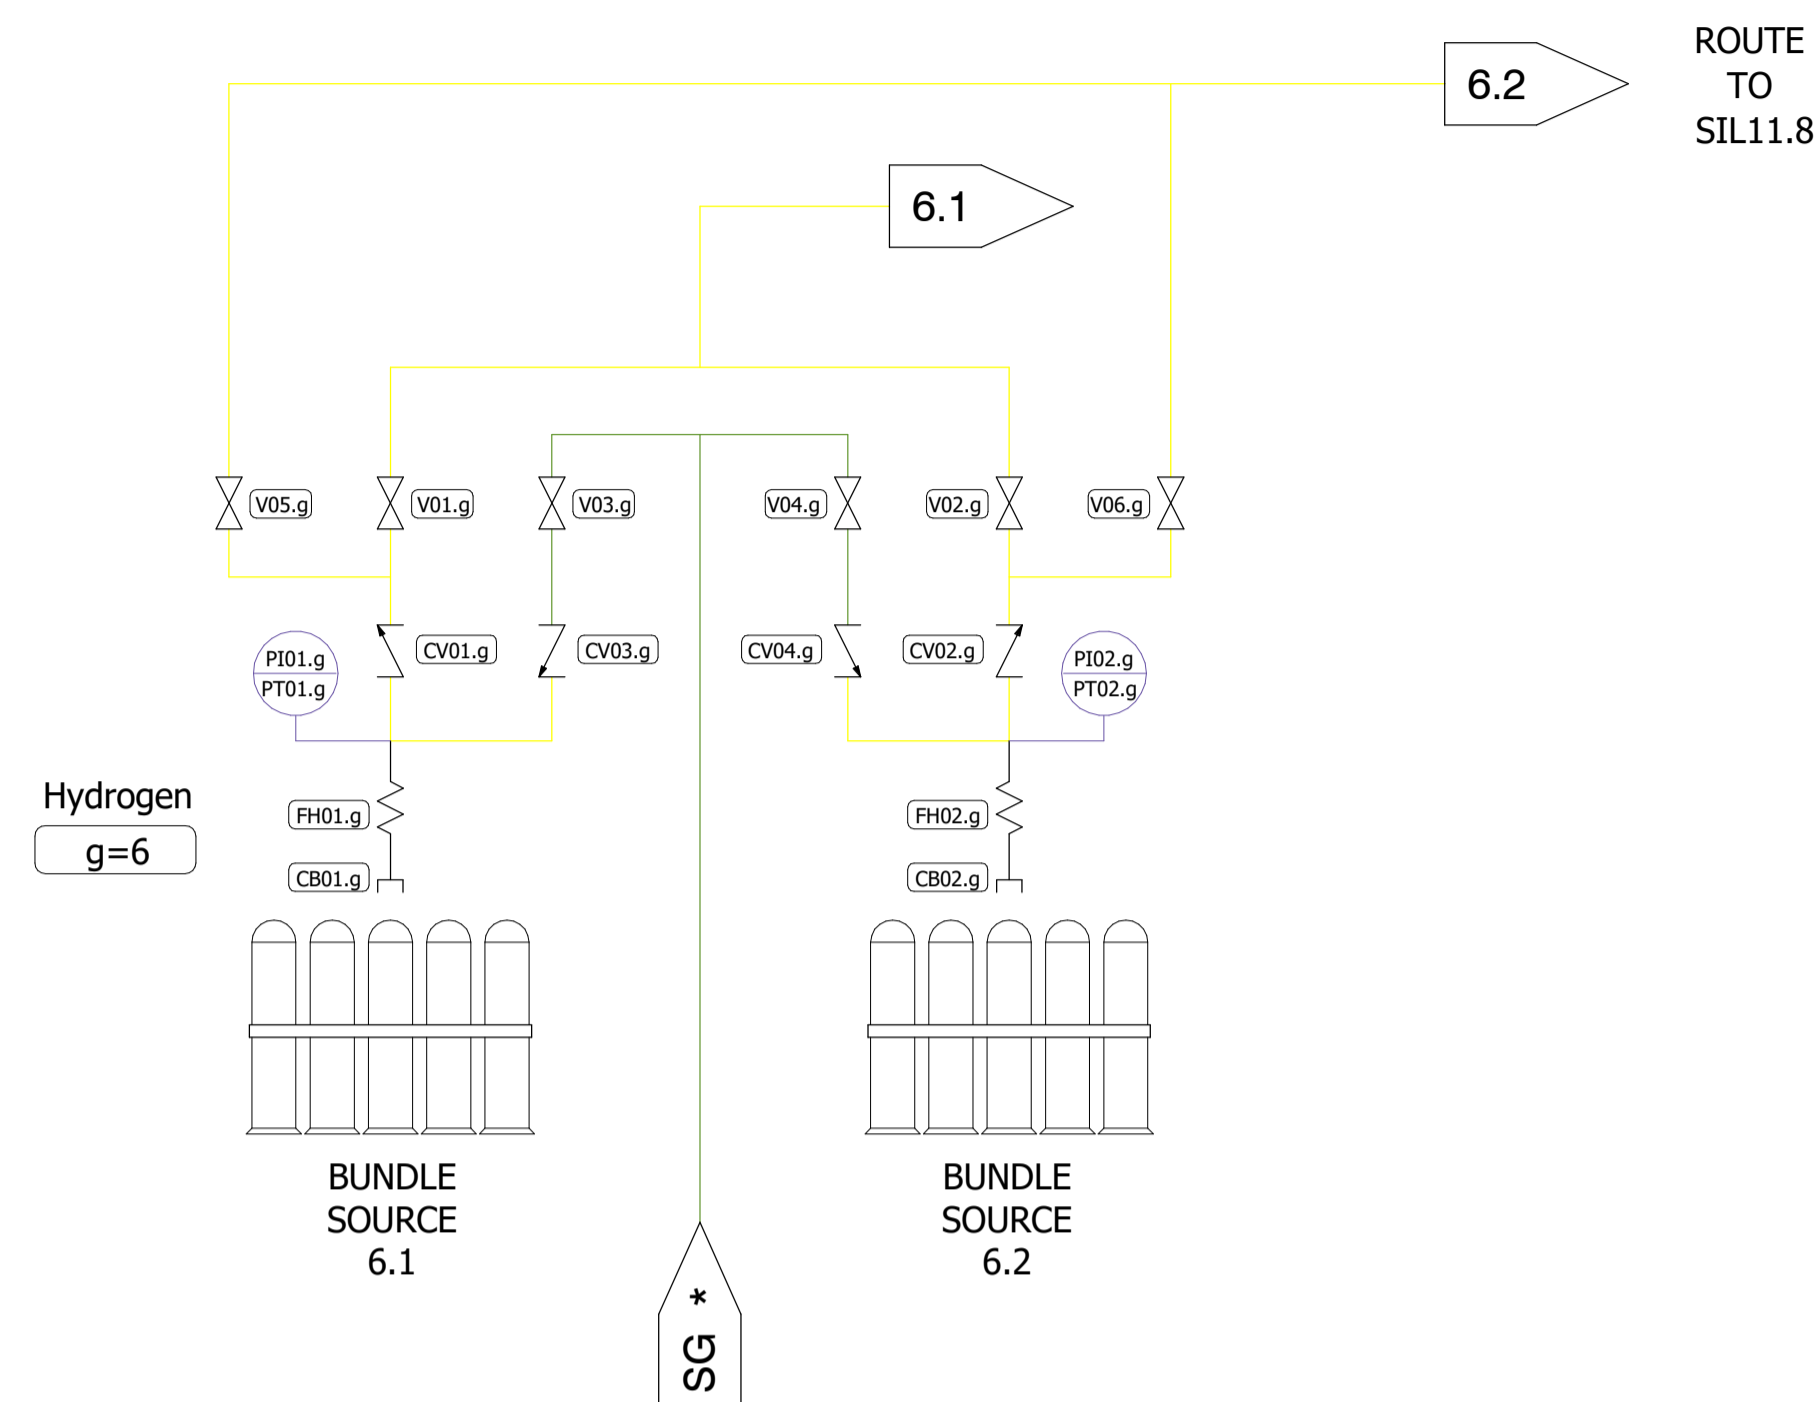 ROUTE
TO
SIL11.8
6.2
6.1
V05.g
V01.g
V03.g
V04.g
V02.g
V06.g
PI01.g
PT01.g
CV01.g
CV03.g
CV04.g
CV02.g
PI02.g
PT02.g
Hydrogen
g=6
FH01.g
FH02.g
CB01.g
CB02.g
BUNDLE
SOURCE
6.1
BUNDLE
SOURCE
6.2
SG *